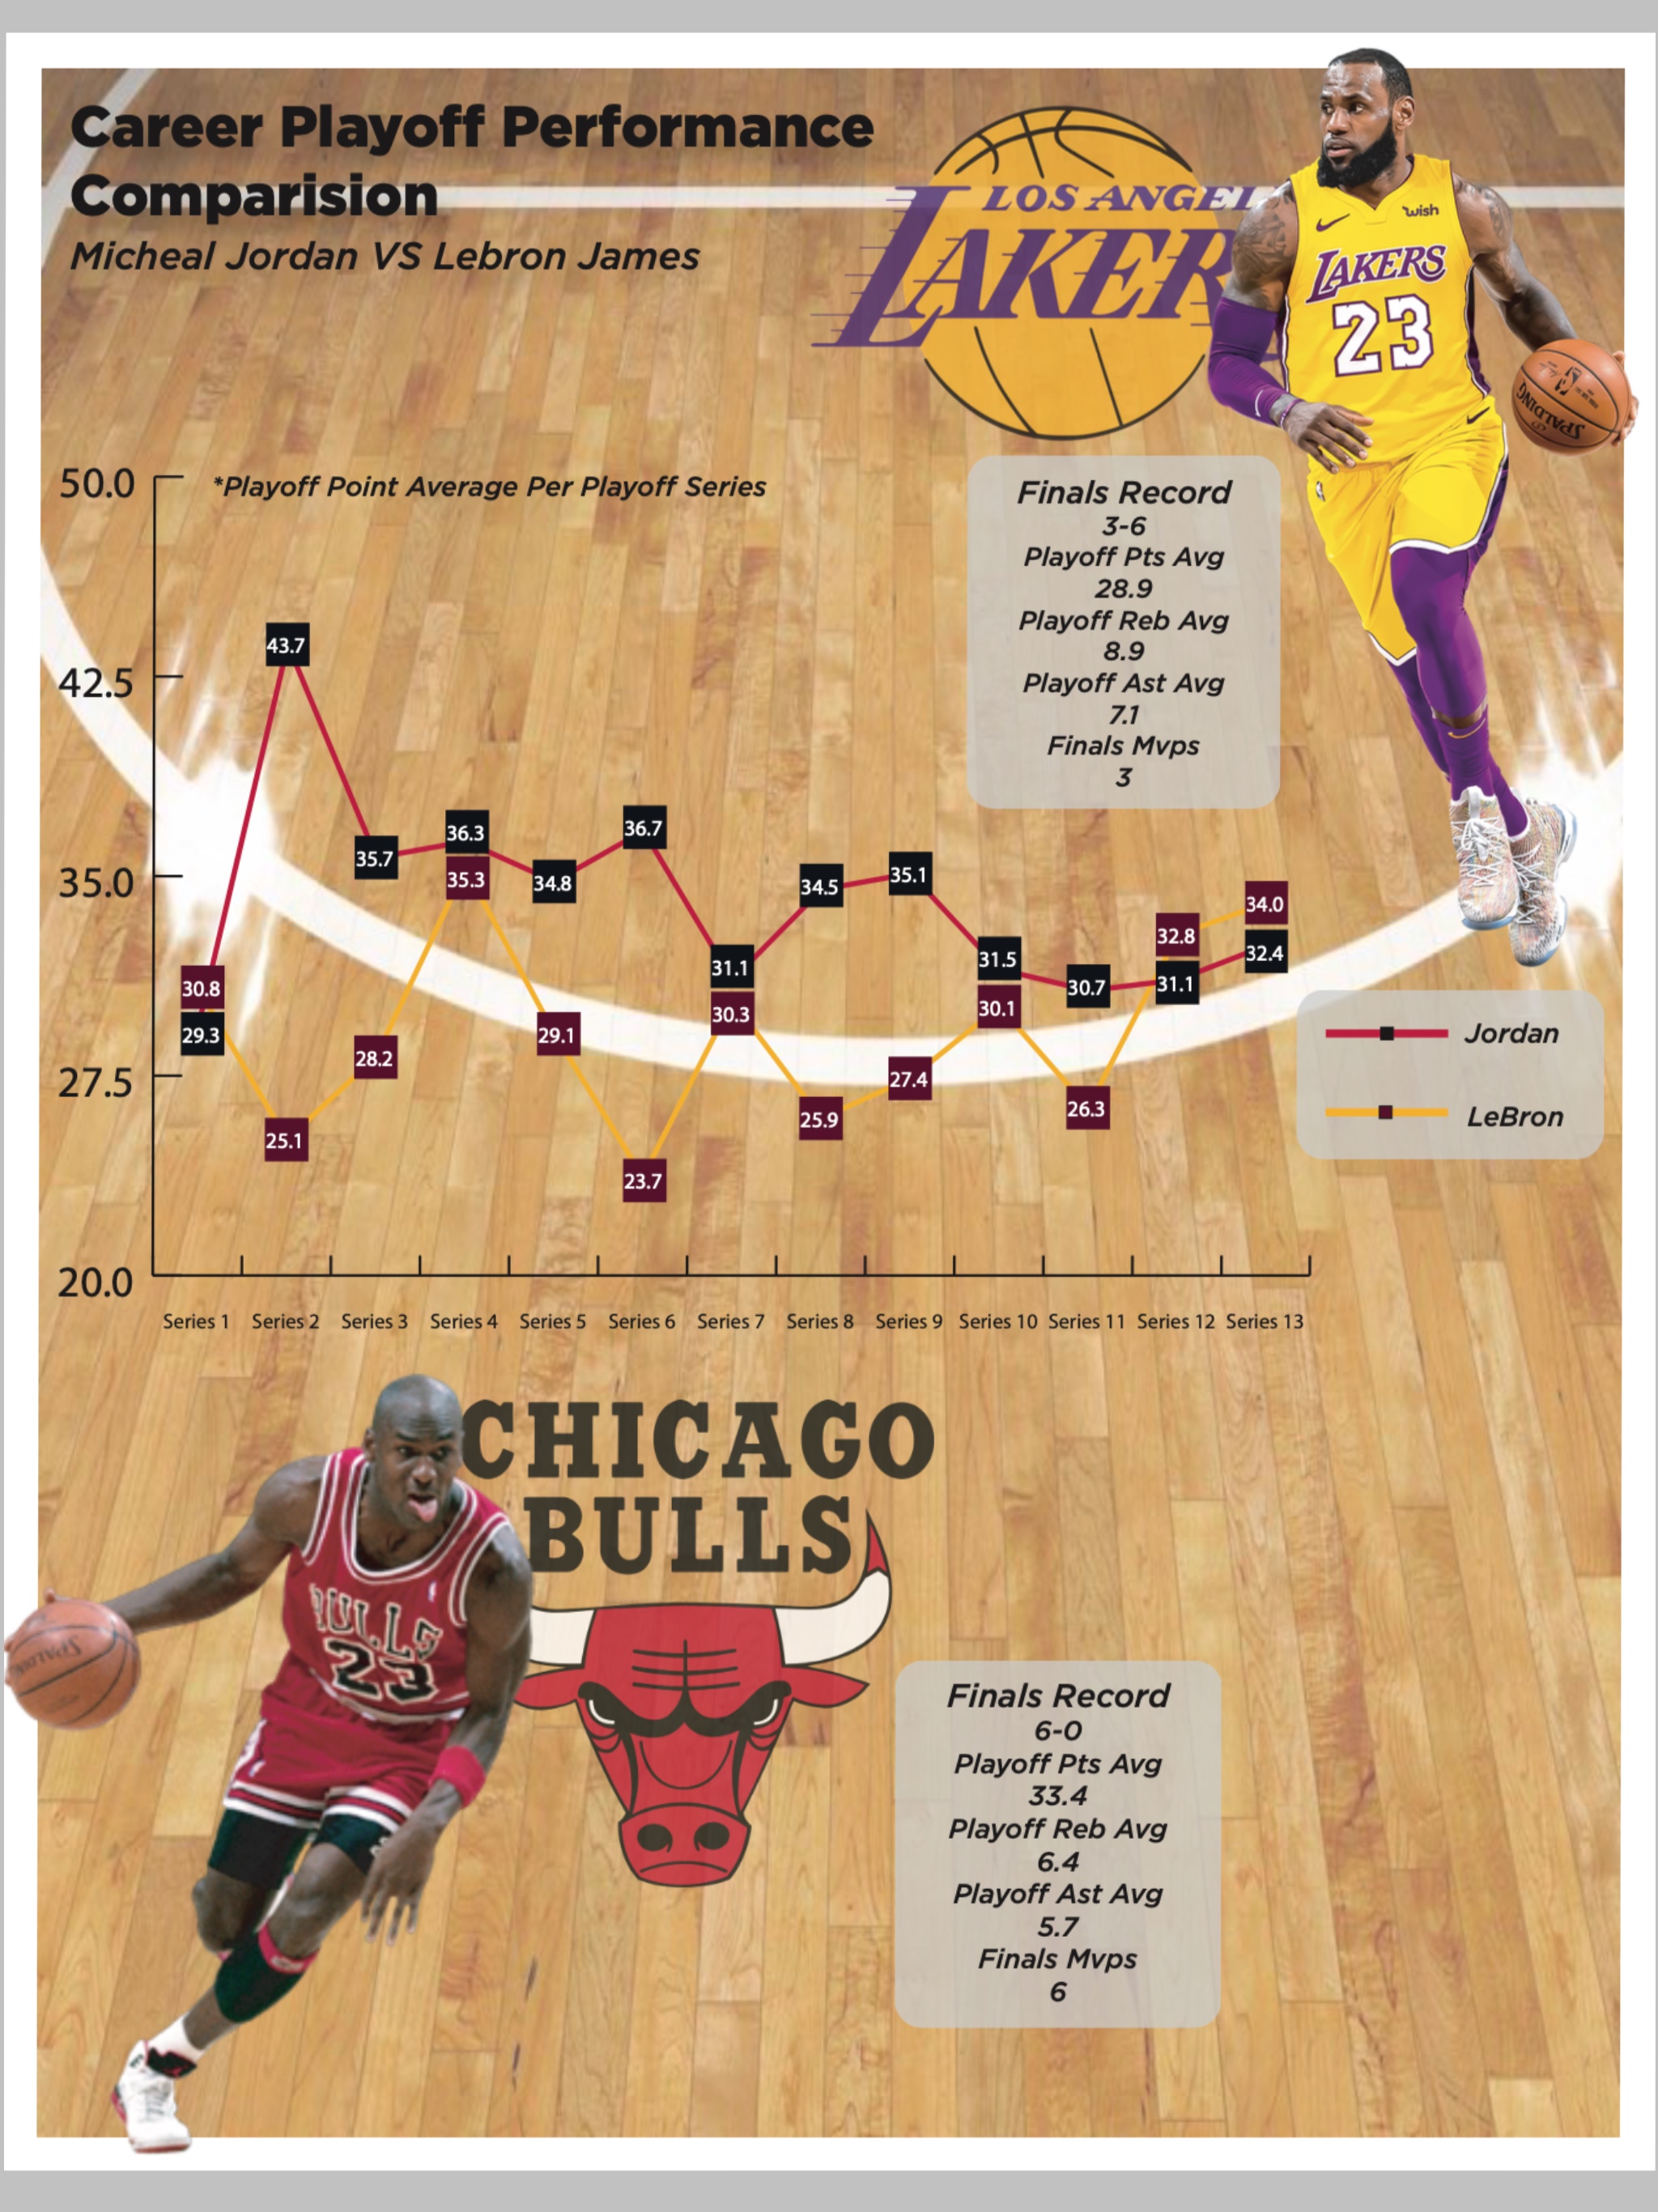 Career Playoff Performance
Comparision
Micheal Jordan VS Lebron James
LOS ANGEL
LAKER
wish
LAKERS
23
SPALDING
50.0
42.5
35.0
27.5
20.0
*Playoff Point Average Per Playoff Series
Finals Record
3-6
Playoff Pts Avg
28.9
Playoff Reb Avg
8.9
Playoff Ast Avg
7.1
Finals Mvps
3
43.7
35.7
36.3
35.3
34.8
36.7
31.1
30.3
34.5
35.1
31.5
30.1
30.7
32.8
31.1
34.0
32.4
30.8
29.3
25.1
28.2
29.1
23.7
25.9
27.4
26.3
Jordan
LeBron
Series 1 Series 2 Series 3 Series 4 Series 5 Series 6 Series 7 Series 8 Series 9 Series 10 Series 11 Series 12 Series 13
CHICAGO
BULLS
BULLS
23
SPALDING
Finals Record
6-0
Playoff Pts Avg
33.4
Playoff Reb Avg
6.4
Playoff Ast Avg
5.7
Finals Mvps
6